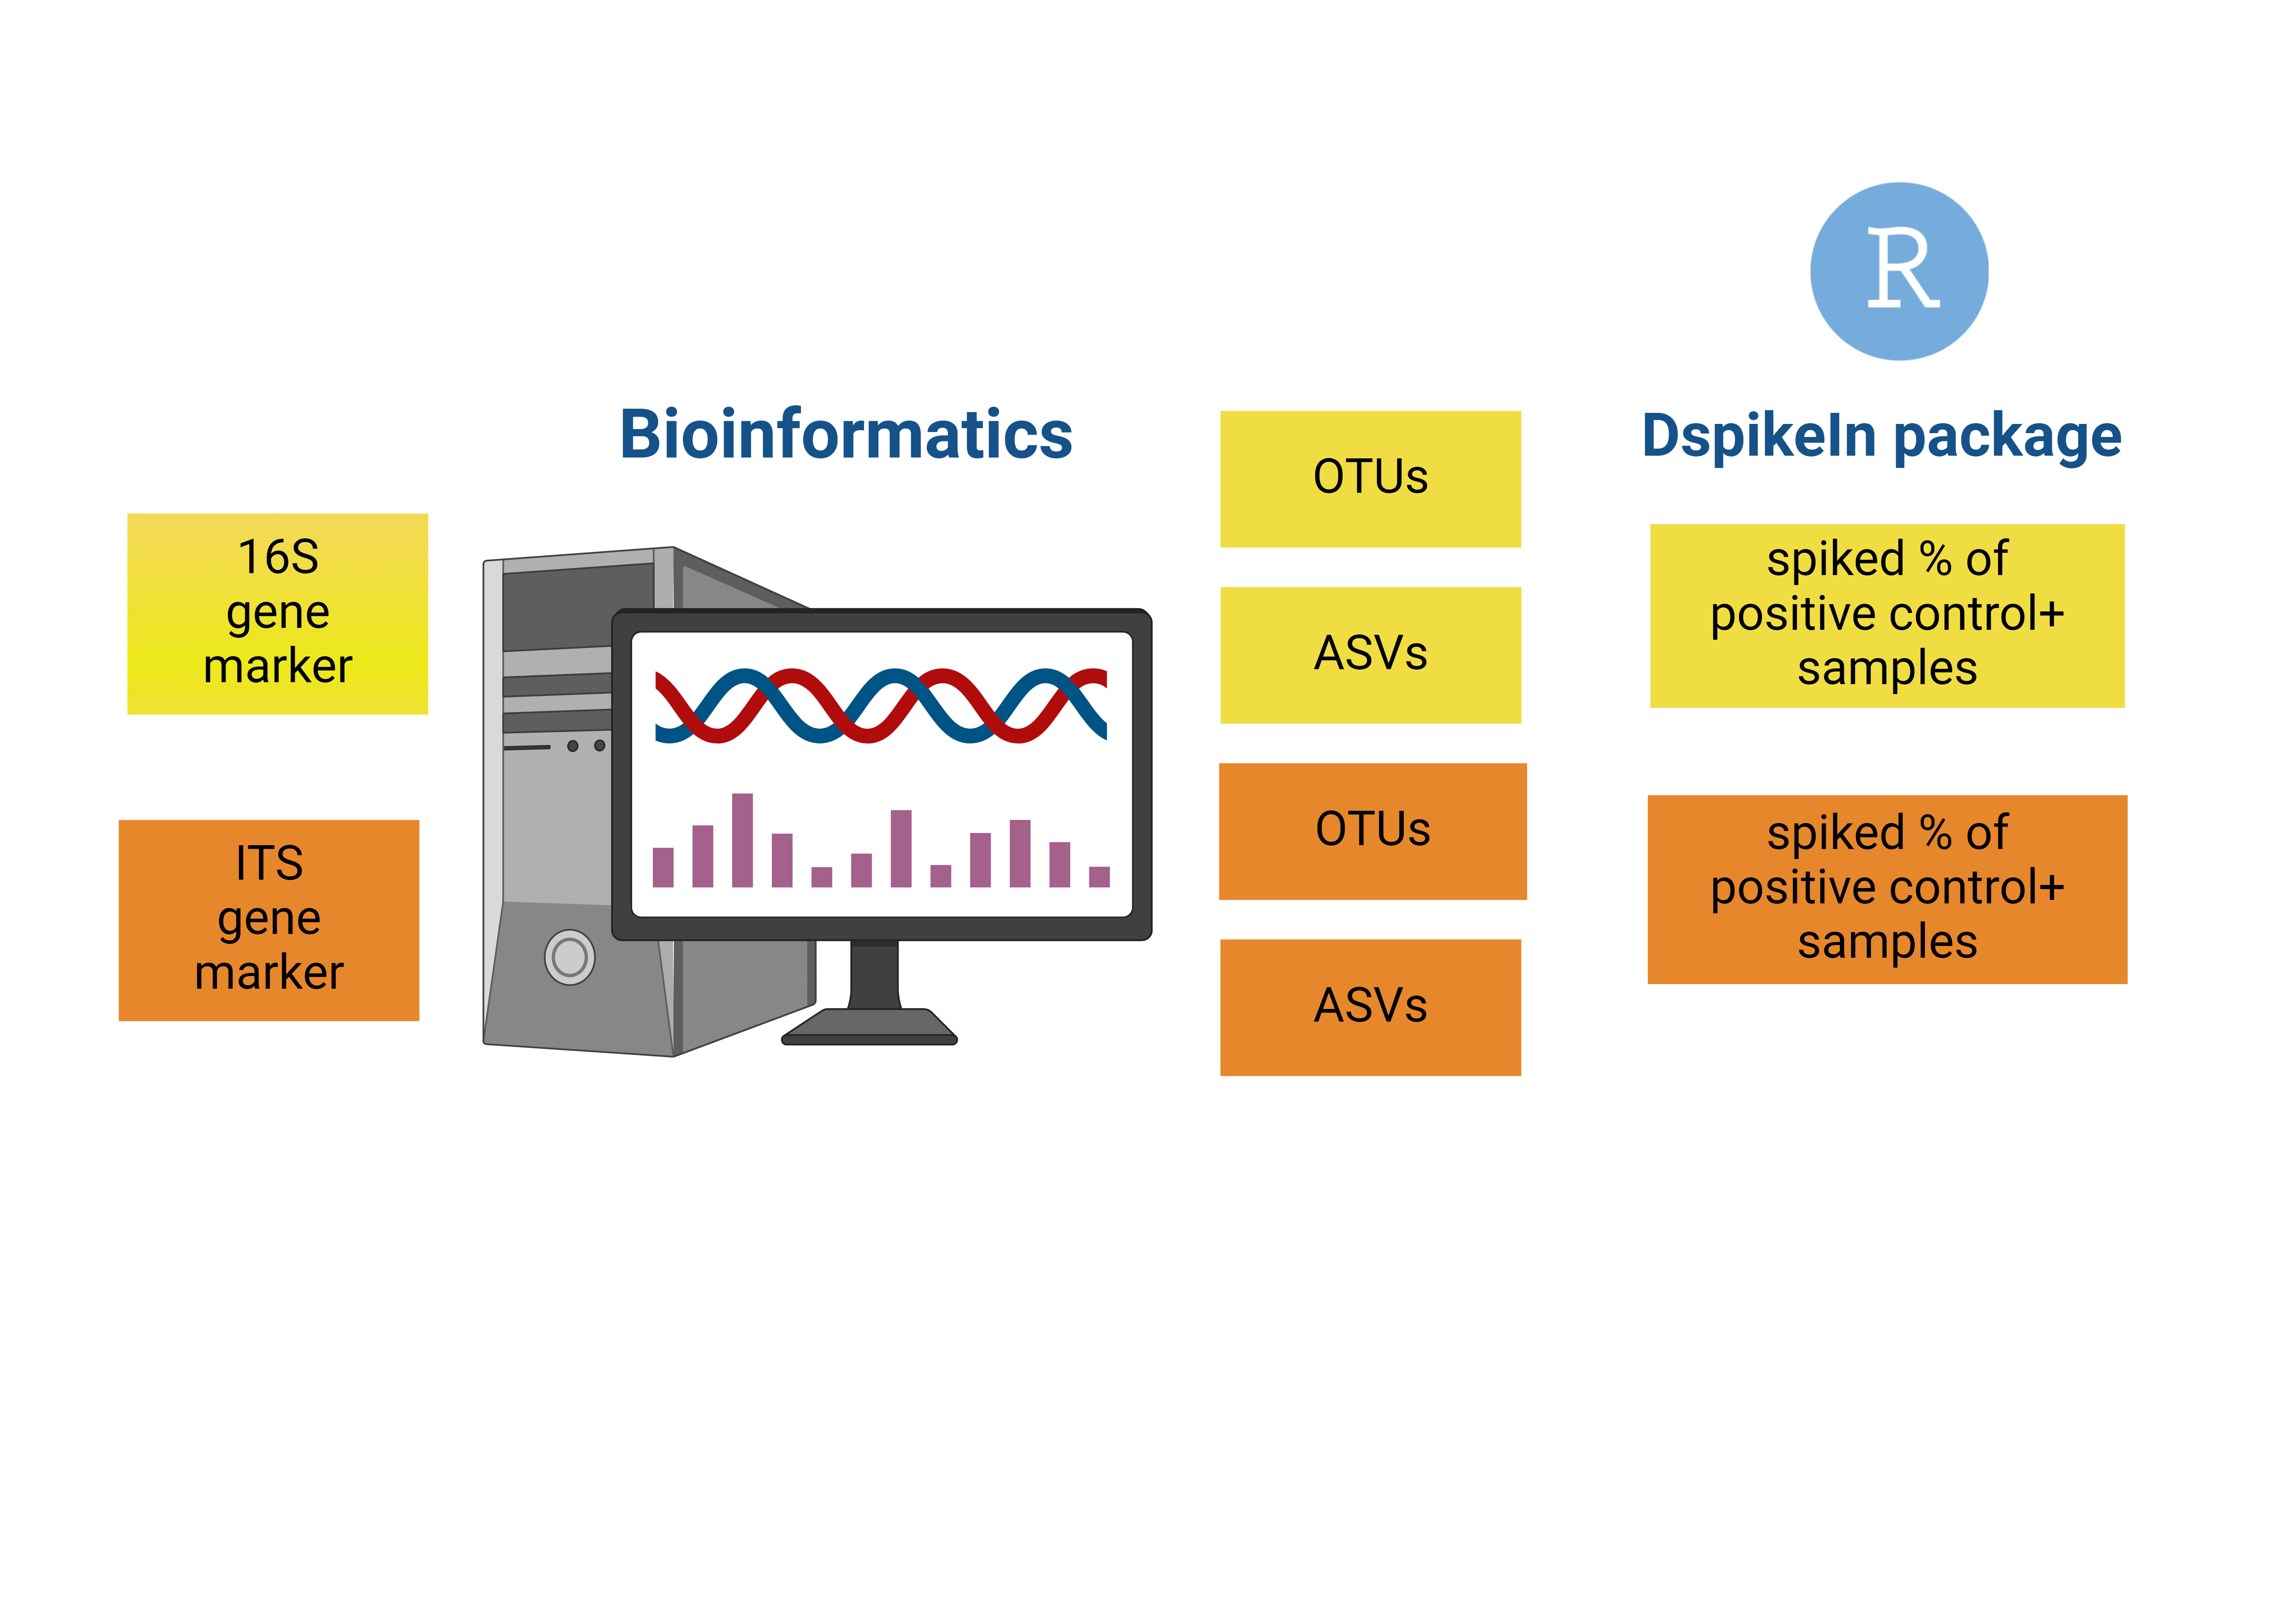 R
Bioinformatics
DspikeIn package
16S
gene
marker
ITS
gene
marker
OTUs
ASVs
OTUs
ASVs
spiked % of
positive control+
samples
spiked % of
positive control+
samples